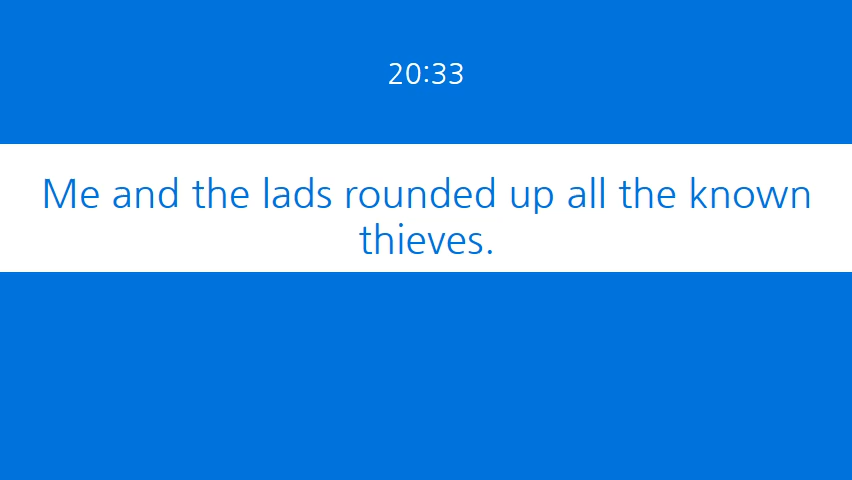 20:33
Me and the lads rounded up all the known
thieves.